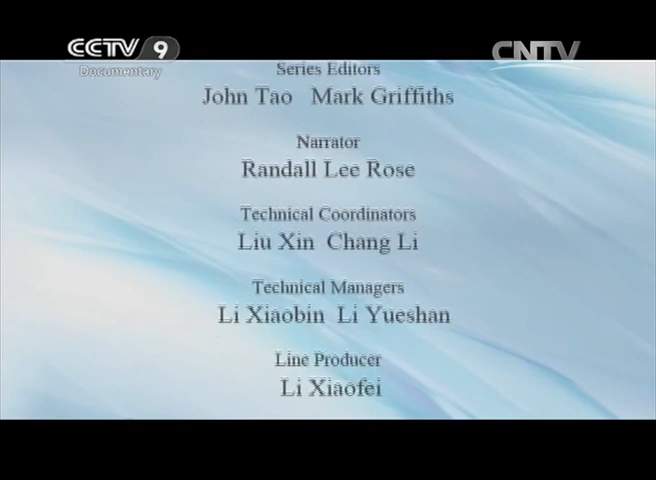 CCTV 9
Documentary
CNTV
Series Editors
John Tao Mark Griffiths
Narrator
Randall Lee Rose
Technical Coordinators
Liu Xin Chang Li
Technical Managers
Li Xiaobin Li Yueshan
Line Producer
Li Xiaofei